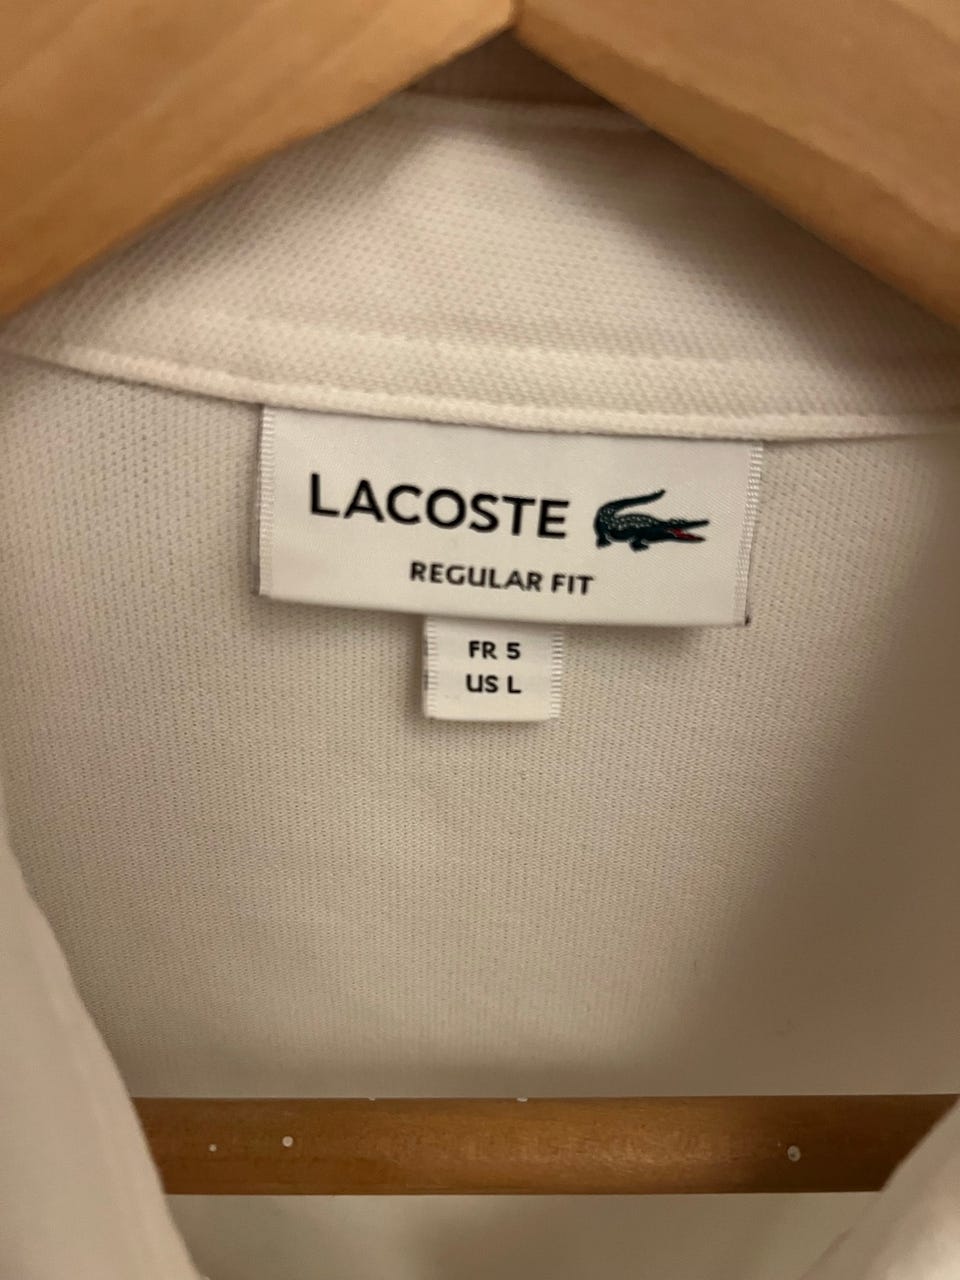 LACOSTE
REGULAR FIT
FR 5
US L